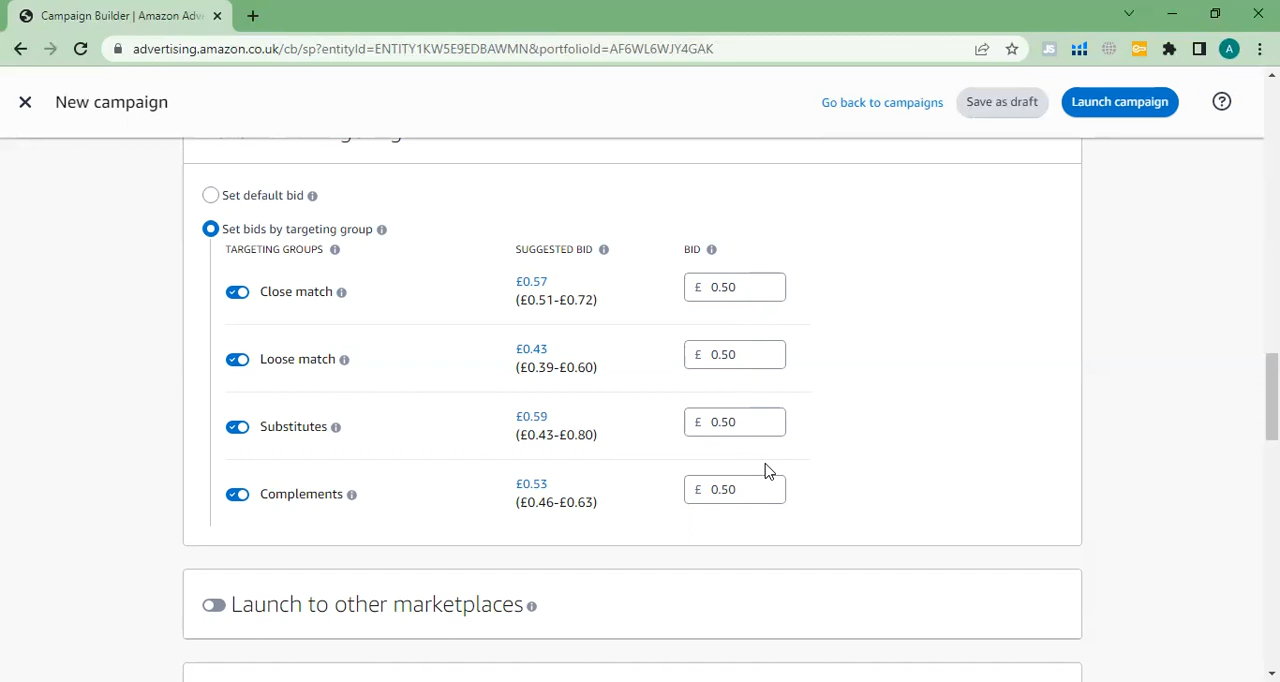 Campaign Builder | Amazon Adv
advertising.amazon.co.uk/cb/sp?entityId=ENTITY1KW5E9EDBAWMN&portfolioId=AF6WL6WJY4GAK
JS
A
New campaign
Go back to campaigns
Save as draft
Launch campaign
Set default bid
Set bids by targeting group
TARGETING GROUPS
SUGGESTED BID
BID
Close match
£0.57
(£0.51-£0.72)
£ 0.50
Loose match
£0.43
(£0.39-£0.60)
£ 0.50
Substitutes
£0.59
(£0.43-£0.80)
£ 0.50
Complements
£0.53
(£0.46-£0.63)
£ 0.50
Launch to other marketplaces